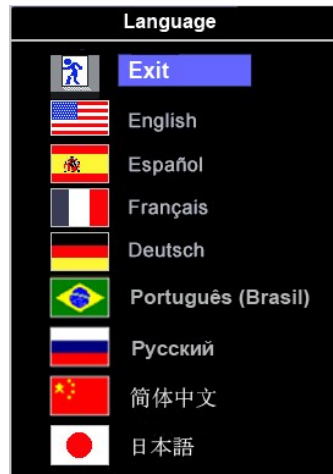 Language
Exit
English
Español
Français
Deutsch
Português (Brasil)
Русский
简体中文
日本語